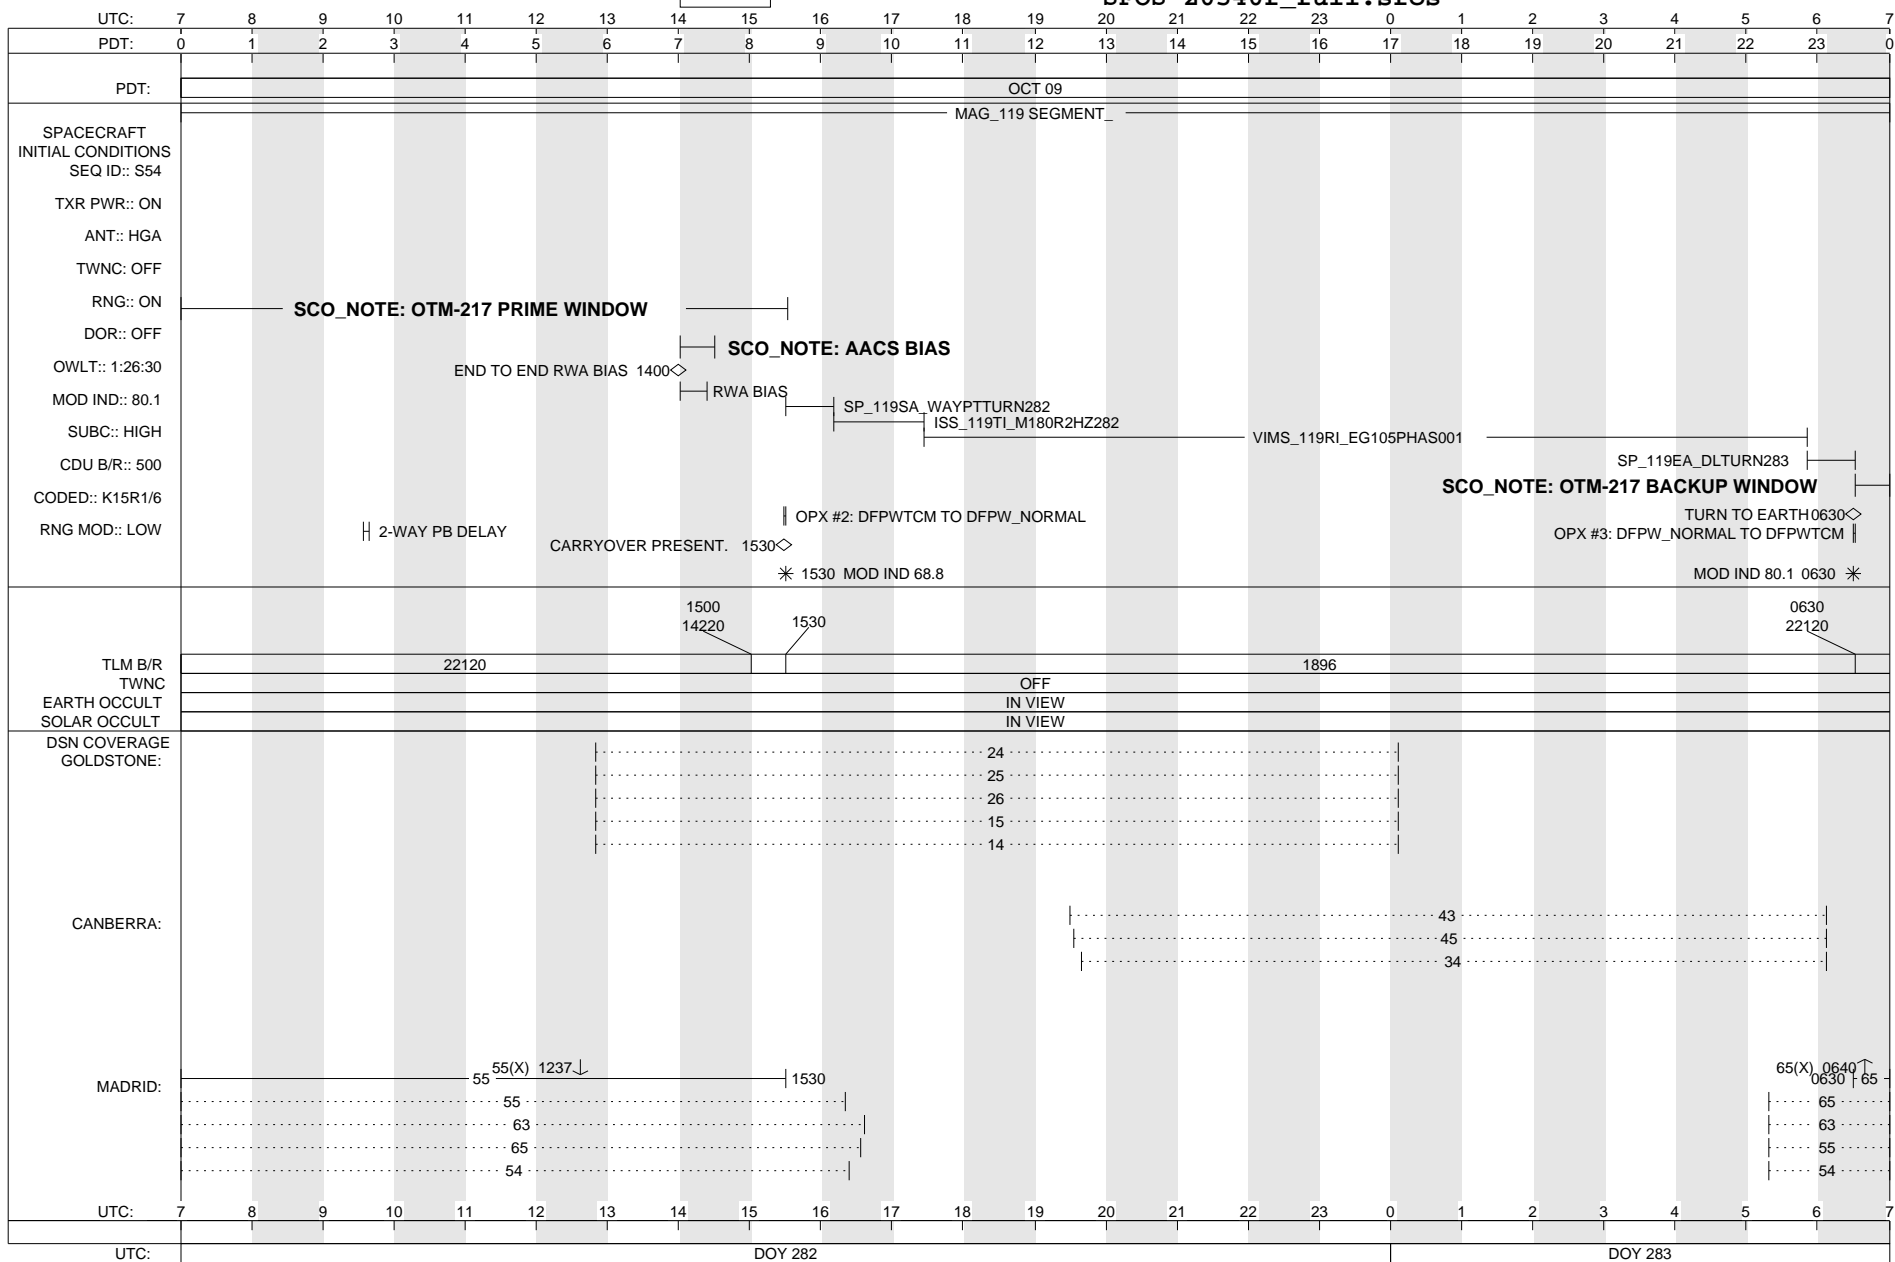 UTC: 7 8 9 10 11 12 13 14 15 16 17 18 19 20 21 22 23 0 1 2 3 4 5 6 7
PDT: 0 1 2 3 4 5 6 7 8 9 10 11 12 13 14 15 16 17 18 19 20 21 22 23 0
PDT: OCT 09
MAG_119 SEGMENT_
SPACECRAFT
INITIAL CONDITIONS
SEQ ID:: S54
TXR PWR:: ON
ANT:: HGA
TWNC: OFF
RNG:: ON
SCO_NOTE: OTM-217 PRIME WINDOW
DOR:: OFF
SCO_NOTE: AACS BIAS
OWLT:: 1:26:30
END TO END RWA BIAS 1400
RWA BIAS
MOD IND:: 80.1
SP_119SA_WAYPTTURN282
ISS_119TI_M180R2HZ282
SUBC:: HIGH
VIMS_119RI_EG105PHAS001
CDU B/R:: 500
SP_119EA_DLTURN283
SCO_NOTE: OTM-217 BACKUP WINDOW
CODED:: K15R1/6
OPX #2: DFPWTCM TO DFPW_NORMAL
TURN TO EARTH 0630
RNG MOD:: LOW
2-WAY PB DELAY
OPX #3: DFPW_NORMAL TO DFPWTCM
CARRYOVER PRESENT. 1530
1530 MOD IND 68.8
MOD IND 80.1 0630
1500
14220
1530
0630
22120
TLM B/R 22120 1896
TWNC OFF
EARTH OCCULT IN VIEW
SOLAR OCCULT IN VIEW
DSN COVERAGE
GOLDSTONE:
24
25
26
15
14
CANBERRA:
43
45
34
MADRID:
55(X) 1237
55 1530
65(X) 0640
0630 65
55 65
63 63
65 55
54 54
UTC: 7 8 9 10 11 12 13 14 15 16 17 18 19 20 21 22 23 0 1 2 3 4 5 6 7
UTC: DOY 282 DOY 283